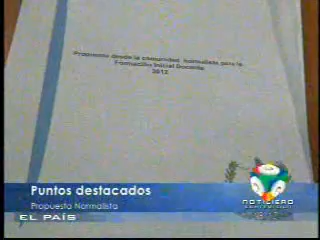 Propuesta desde la comunidad normalista para la
Formación Inicial Docente
2012
Puntos destacados
Propuesta Normalista
EL PAÍS
NOTICIERO